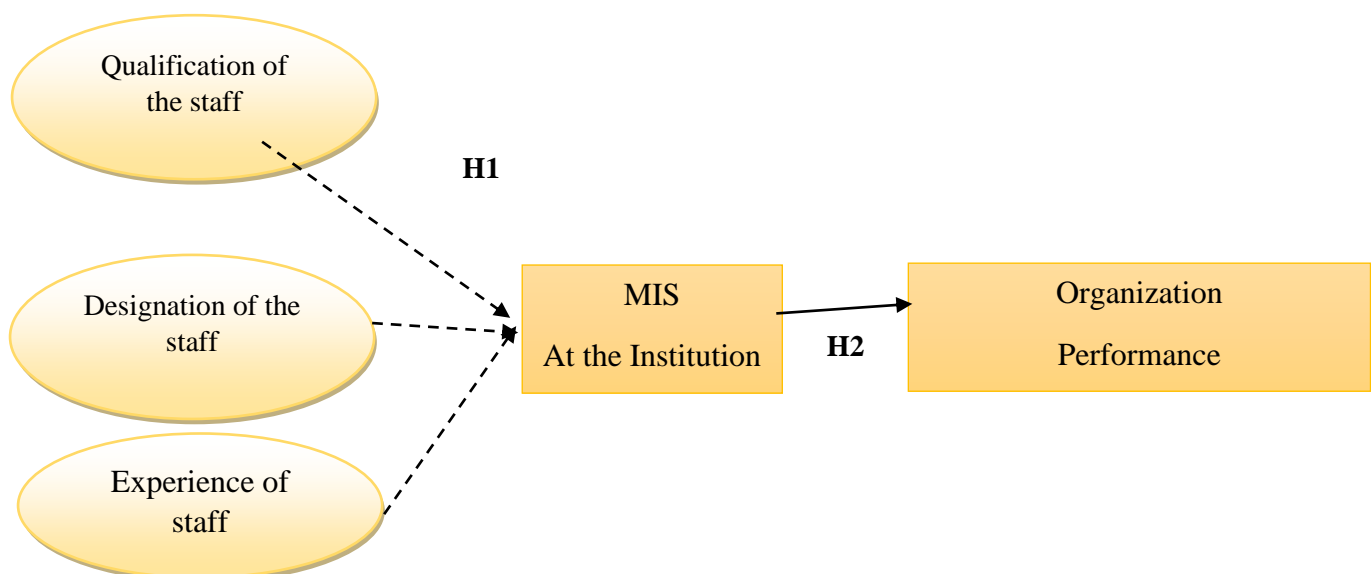 Qualification of
the staff
H1
Designation of the
staff
MIS
At the Institution
H2
Organization
Performance
Experience of
staff